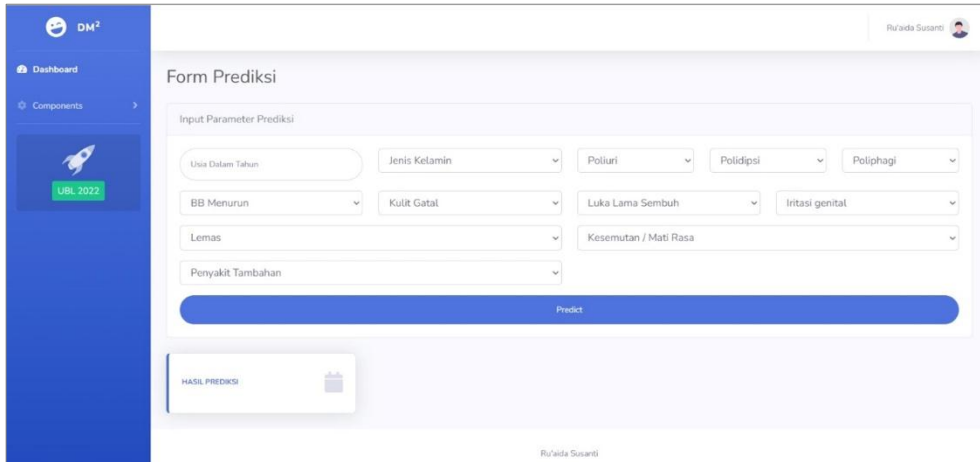 DM²
Ru'aida Susanti
Dashboard
Components
UBL 2022
Form Prediksi
Input Parameter Prediksi
Usia Dalam Tahun
Jenis Kelamin
Poliuri
Polidipsi
Poliphagi
BB Menurun
Kulit Gatal
Luka Lama Sembuh
Iritasi genital
Lemas
Kesemutan / Mati Rasa
Penyakit Tambahan
Predict
HASIL PREDIKSI
Ru'aida Susanti